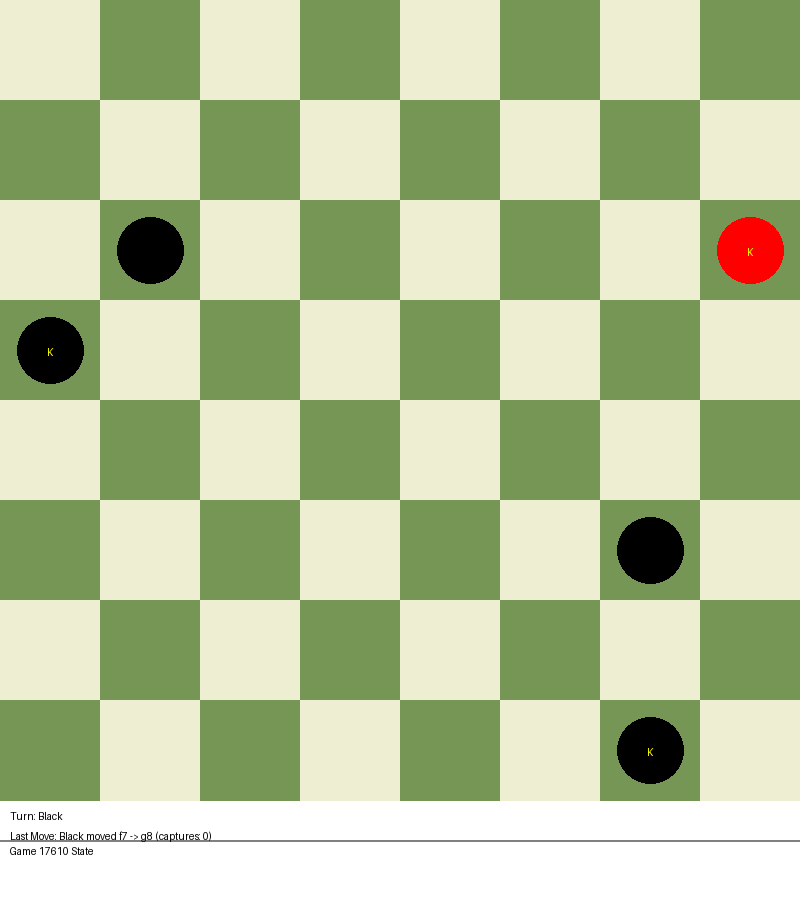 K
K
K
Turn: Black
Last Move: Black moved f7 -> g8 (captures: 0)
Game 17610 State